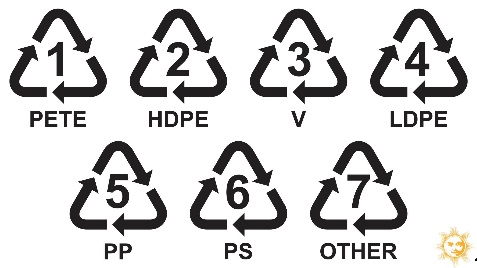 1 2 3 4
PETE HDPE V LDPE
5 6 7
PP PS OTHER